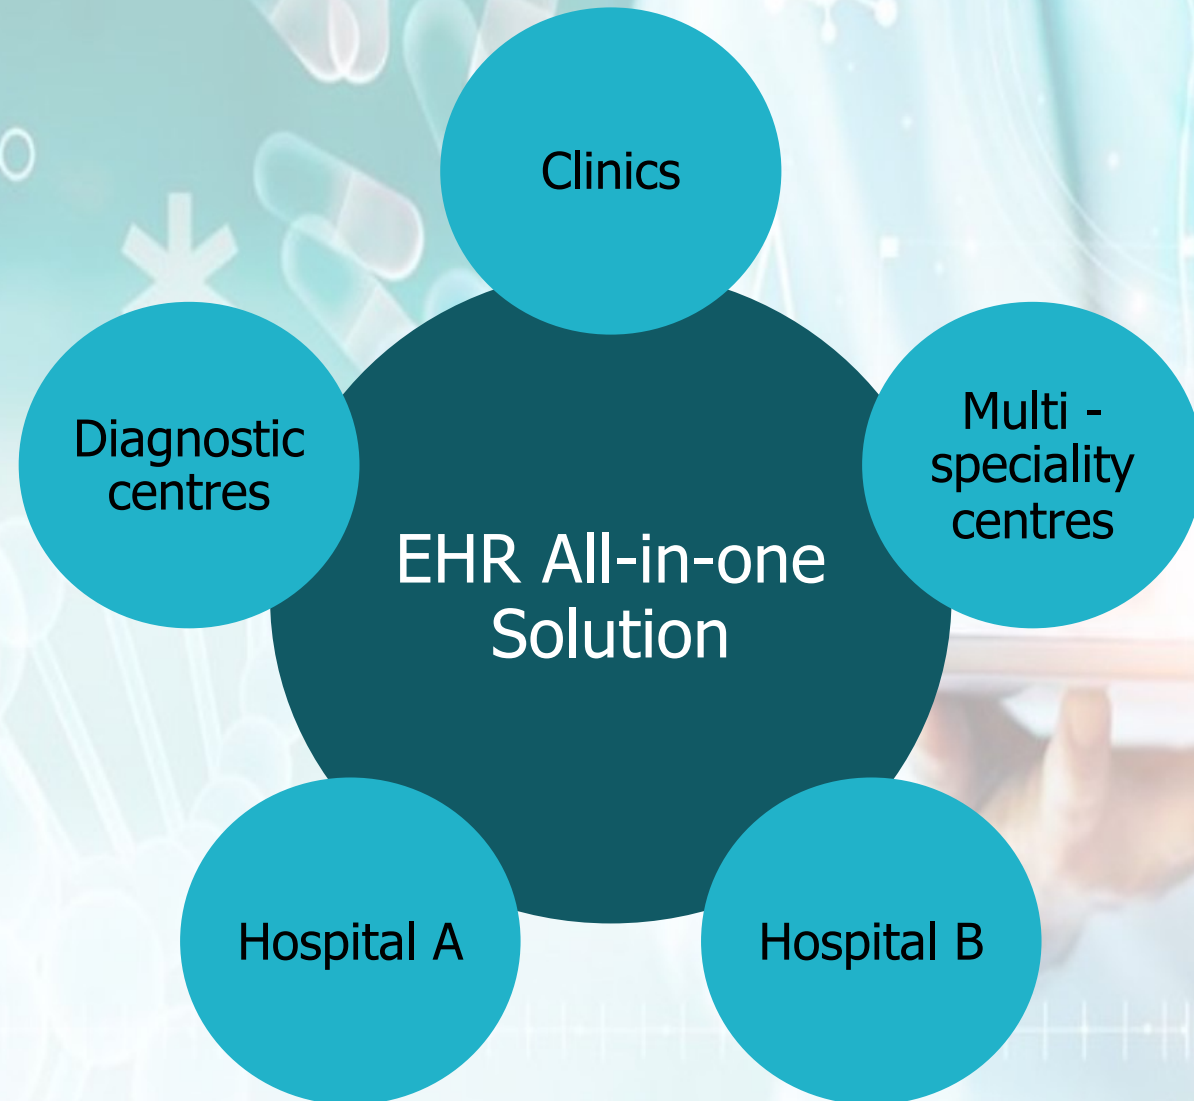 Clinics
Diagnostic
centres
Multi -
speciality
centres
EHR All-in-one
Solution
Hospital A
Hospital B